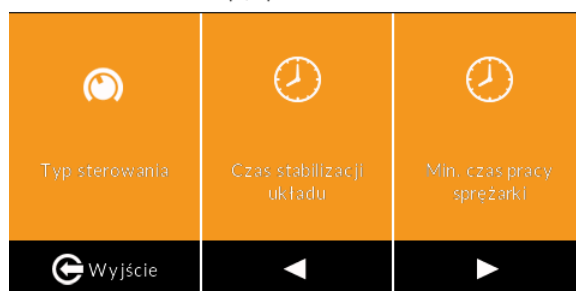 Typ sterowania
Czas stabilizacji
układu
Min. czas pracy
sprężarki
Wyjście